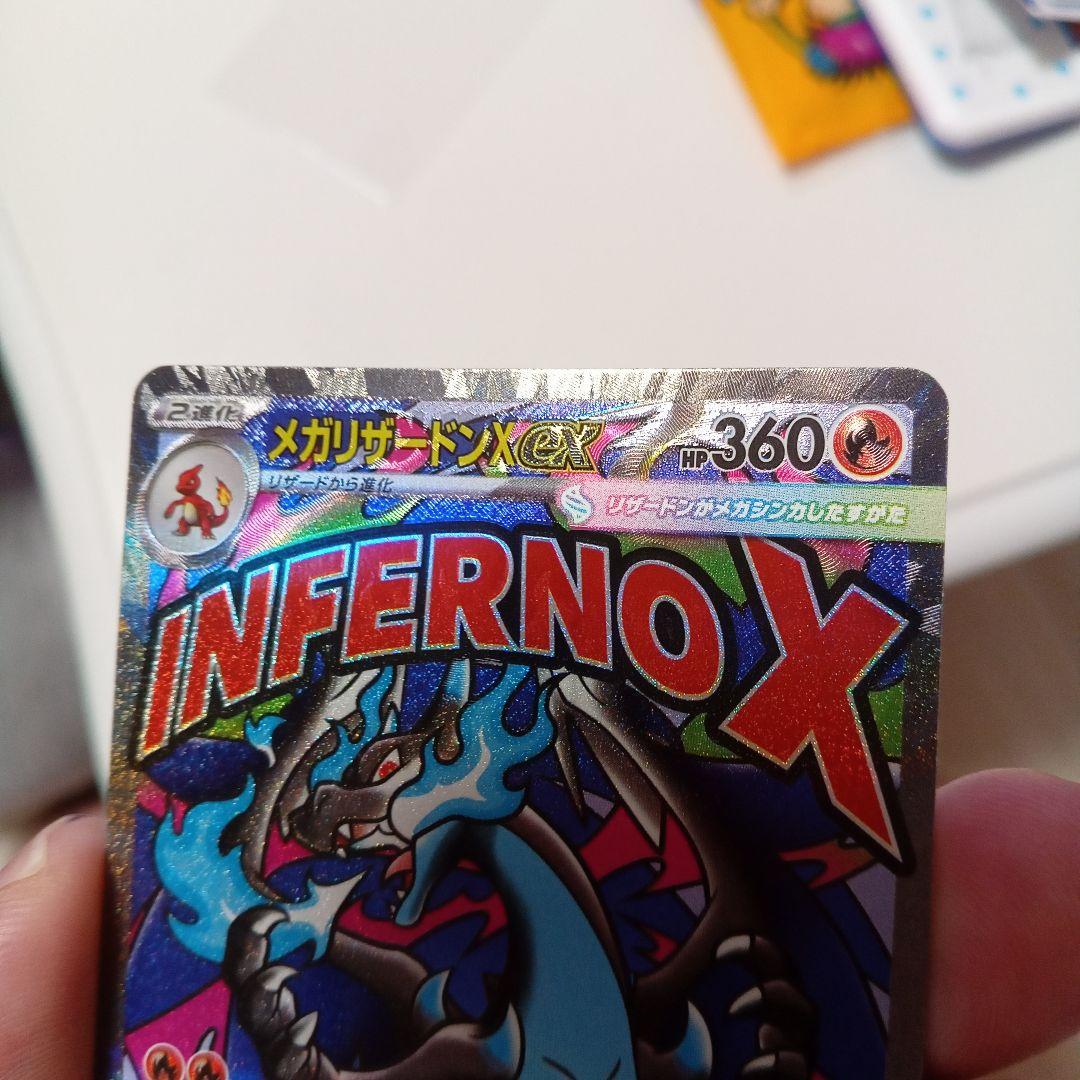 2進化
メガリザードンXex HP360
リザードから進化
リザードンがメガシンカしたすがた
INFERNO X